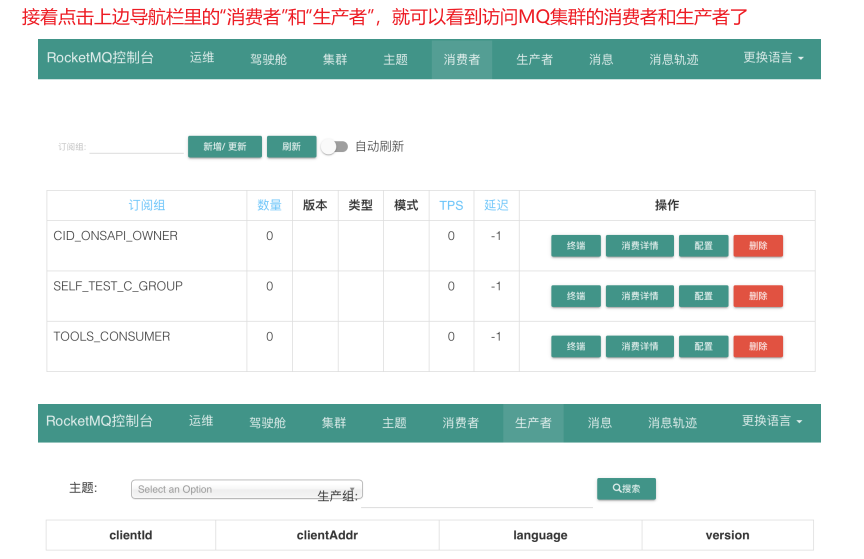 接着点击上边导航栏里的“消费者”和“生产者”，就可以看到访问MQ集群的消费者和生产者了
RocketMQ控制台 运维 驾驶舱 集群 主题 消费者 生产者 消息 消息轨迹 更换语言
订阅组: 新增/ 更新 刷新 自动刷新
订阅组 数量 版本 类型 模式 TPS 延迟 操作
CID_ONSAPI_OWNER 0 0 -1 终端 消费详情 配置 删除
SELF_TEST_C_GROUP 0 0 -1 终端 消费详情 配置 删除
TOOLS_CONSUMER 0 0 -1 终端 消费详情 配置 删除
RocketMQ控制台 运维 驾驶舱 集群 主题 消费者 生产者 消息 消息轨迹 更换语言
主题: Select an Option 生产组: 搜索
clientId clientAddr language version